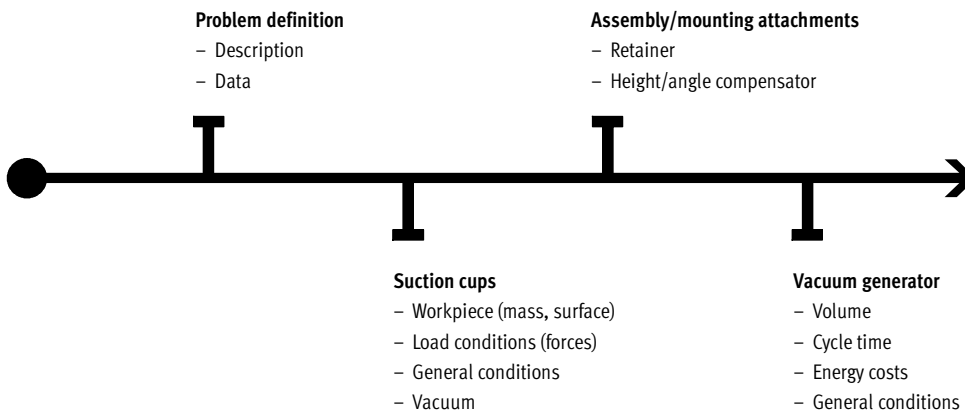 Problem definition
– Description
– Data
Assembly/mounting attachments
– Retainer
– Height/angle compensator
Suction cups
– Workpiece (mass, surface)
– Load conditions (forces)
– General conditions
– Vacuum
Vacuum generator
– Volume
– Cycle time
– Energy costs
– General conditions